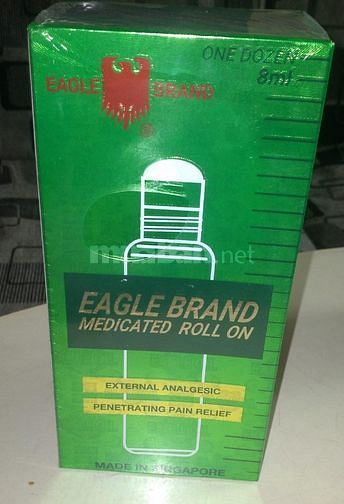 ONE DOZEN
8ml
EAGLE BRAND
®
EAGLE BRAND
MEDICATED ROLL ON
EXTERNAL ANALGESIC
PENETRATING PAIN RELIEF
MADE IN SINGAPORE